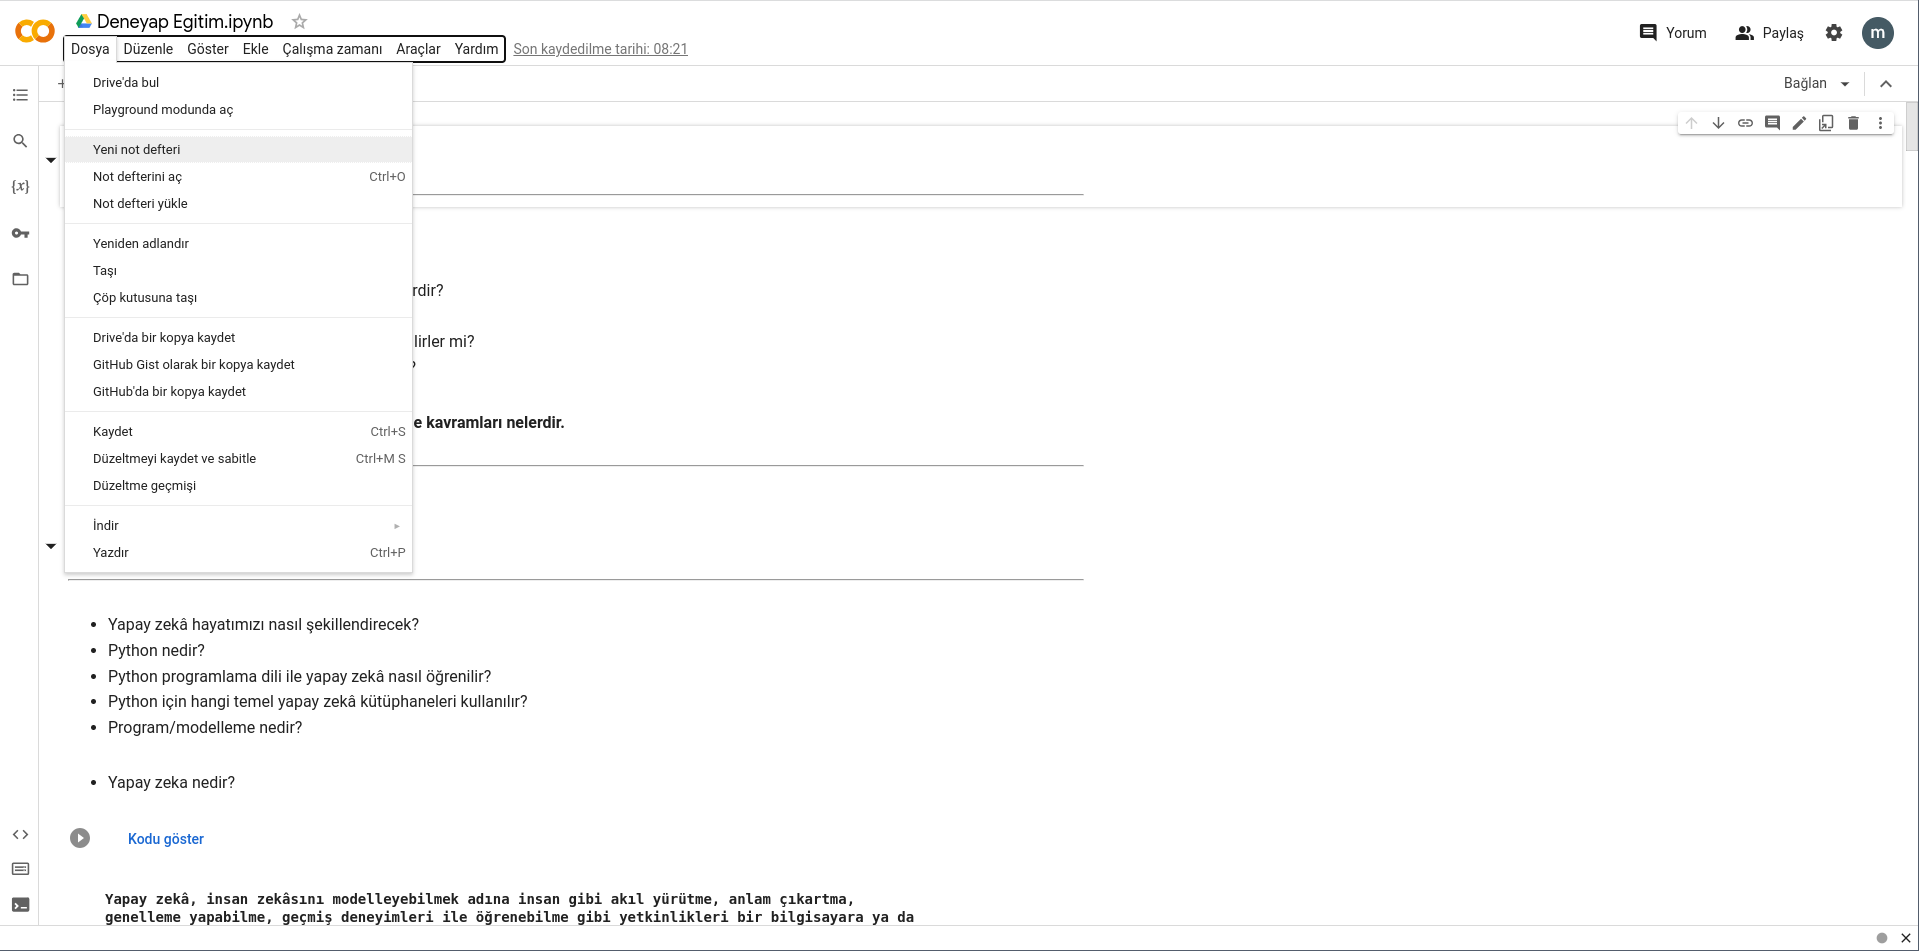 Deneyap Egitim.ipynb
Dosya Düzenle Göster Ekle Çalışma zamanı Araçlar Yardım Son kaydedilme tarihi: 08:21
Yorum Paylaş m
Bağlan
Drive'da bul
Playground modunda aç
Yeni not defteri
Not defterini aç Ctrl+O
Not defteri yükle
{x}
Yeniden adlandır
Taşı
Çöp kutusuna taşı
rdir?
Drive'da bir kopya kaydet
lirler mi?
GitHub Gist olarak bir kopya kaydet
?
GitHub'da bir kopya kaydet
e kavramları nelerdir.
Kaydet Ctrl+S
Düzeltmeyi kaydet ve sabitle Ctrl+M S
Düzeltme geçmişi
İndir
Yazdır Ctrl+P
Yapay zekâ hayatımızı nasıl şekillendirecek?
Python nedir?
Python programlama dili ile yapay zekâ nasıl öğrenilir?
Python için hangi temel yapay zekâ kütüphaneleri kullanılır?
Program/modelleme nedir?
Yapay zeka nedir?
Kodu göster
Yapay zekâ, insan zekâsını modelleyebilmek adına insan gibi akıl yürütme, anlam çıkartma,
genelleme yapabilme, geçmiş deneyimleri ile öğrenebilme gibi yetkinlikleri bir bilgisayara ya da